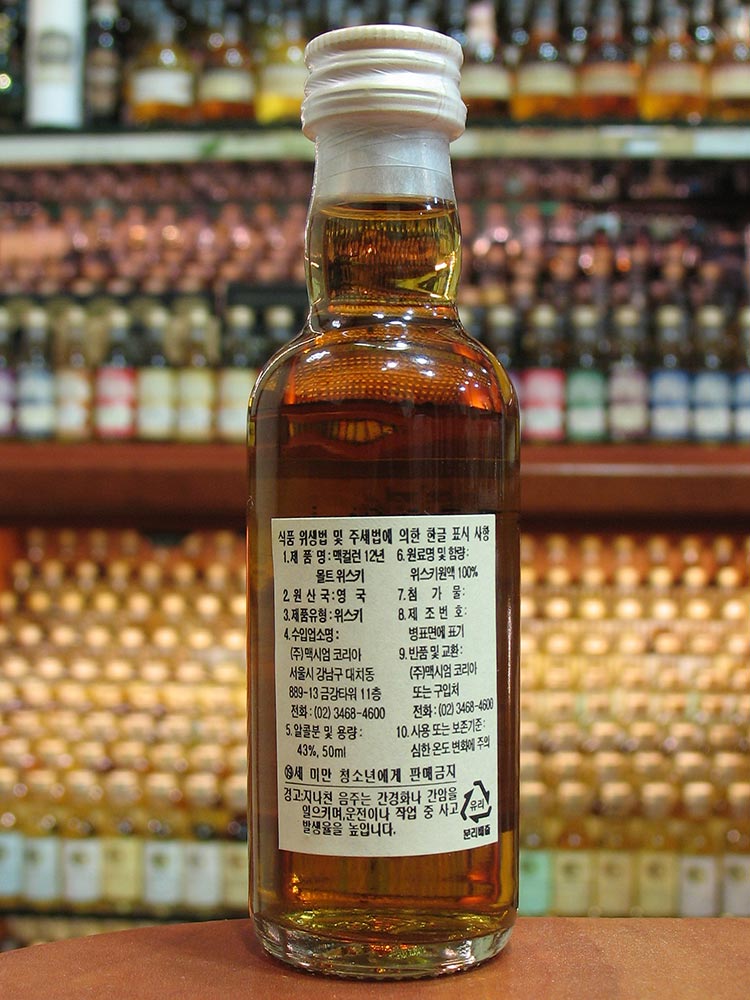 식품 위생법 및 주세법에 의한 한글 표시 사항
1.제 품 명:맥컬런 12년
몰트 위스키
2.원 산 국:영 국
3.제품유형:위스키
4.수입업소명:
(주)맥시엄 코리아
서울시 강남구 대치동
889-13 금강타워 11층
전화:(02) 3468-4600
5.알콜분 및 용량:
43%, 50ml
6.원료명 및 함량:
위스키원액 100%
7.첨 가 물:
8.제 조 번 호:
병표면에 표기
9.반품 및 교환:
(주)맥시엄 코리아
또는 구입처
전화:(02) 3468-4600
10.사용 또는 보존기준:
심한 온도 변화에 주의
⑲세 미만 청소년에게 판매금지
경고:지나친 음주는 간경화나 간암을
일으키며,운전이나 작업 중 사고
발생율을 높입니다.
유리
분리배출